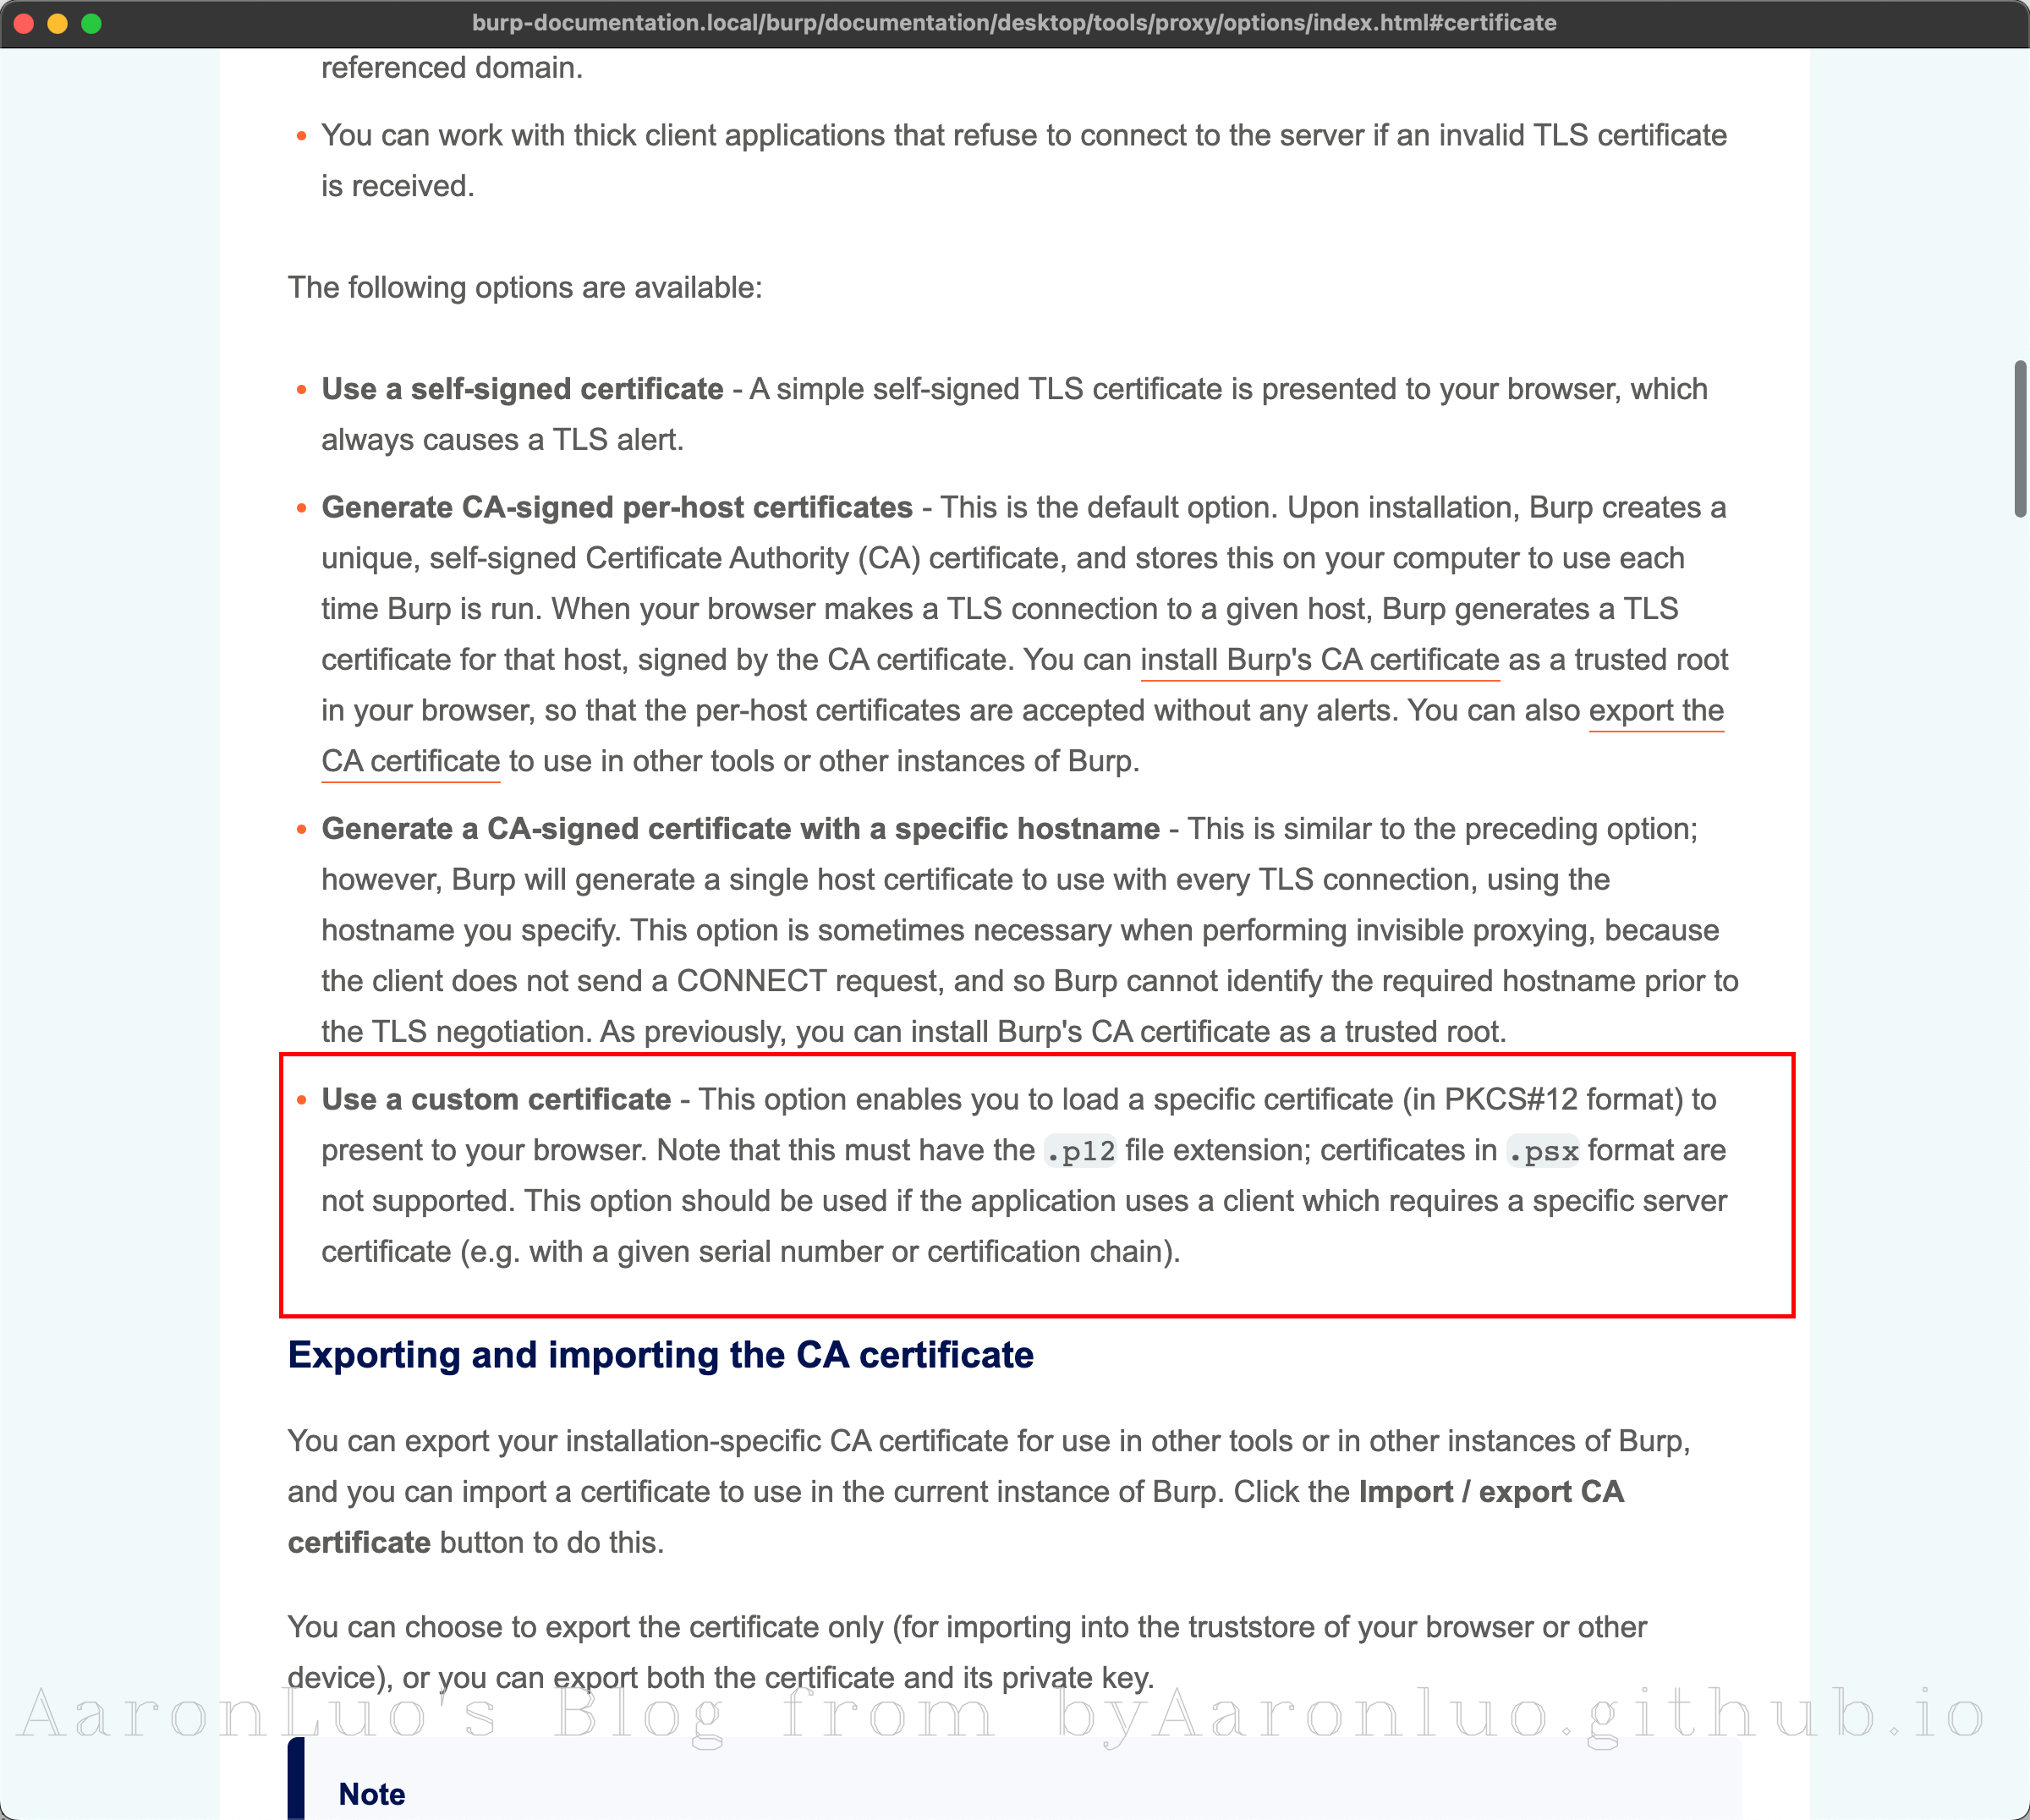 burp-documentation.local/burp/documentation/desktop/tools/proxy/options/index.html#certificate
referenced domain.
You can work with thick client applications that refuse to connect to the server if an invalid TLS certificate
is received.
The following options are available:
Use a self-signed certificate - A simple self-signed TLS certificate is presented to your browser, which
always causes a TLS alert.
Generate CA-signed per-host certificates - This is the default option. Upon installation, Burp creates a
unique, self-signed Certificate Authority (CA) certificate, and stores this on your computer to use each
time Burp is run. When your browser makes a TLS connection to a given host, Burp generates a TLS
certificate for that host, signed by the CA certificate. You can install Burp's CA certificate as a trusted root
in your browser, so that the per-host certificates are accepted without any alerts. You can also export the
CA certificate to use in other tools or other instances of Burp.
Generate a CA-signed certificate with a specific hostname - This is similar to the preceding option;
however, Burp will generate a single host certificate to use with every TLS connection, using the
hostname you specify. This option is sometimes necessary when performing invisible proxying, because
the client does not send a CONNECT request, and so Burp cannot identify the required hostname prior to
the TLS negotiation. As previously, you can install Burp's CA certificate as a trusted root.
Use a custom certificate - This option enables you to load a specific certificate (in PKCS#12 format) to
present to your browser. Note that this must have the .p12 file extension; certificates in .psx format are
not supported. This option should be used if the application uses a client which requires a specific server
certificate (e.g. with a given serial number or certification chain).
Exporting and importing the CA certificate
You can export your installation-specific CA certificate for use in other tools or in other instances of Burp,
and you can import a certificate to use in the current instance of Burp. Click the Import / export CA
certificate button to do this.
You can choose to export the certificate only (for importing into the truststore of your browser or other
device), or you can export both the certificate and its private key.
AaronLuo's Blog from byAaronluo.github.io
Note